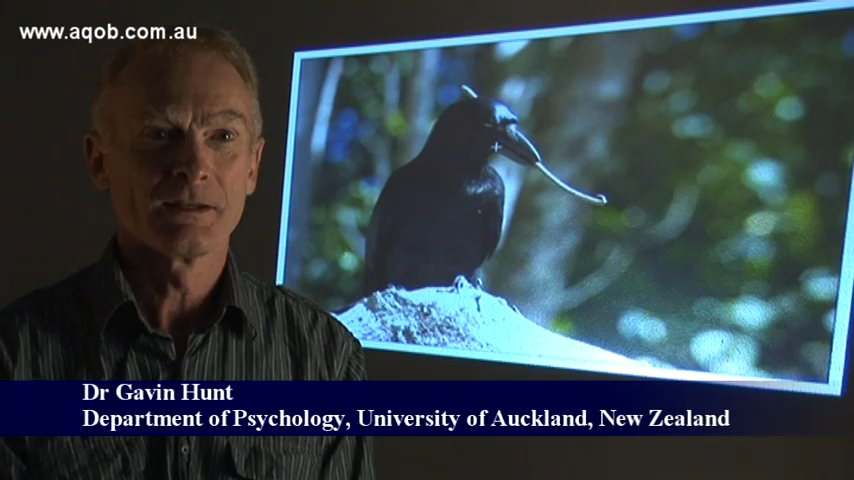 www.aqob.com.au
Dr Gavin Hunt
Department of Psychology, University of Auckland, New Zealand